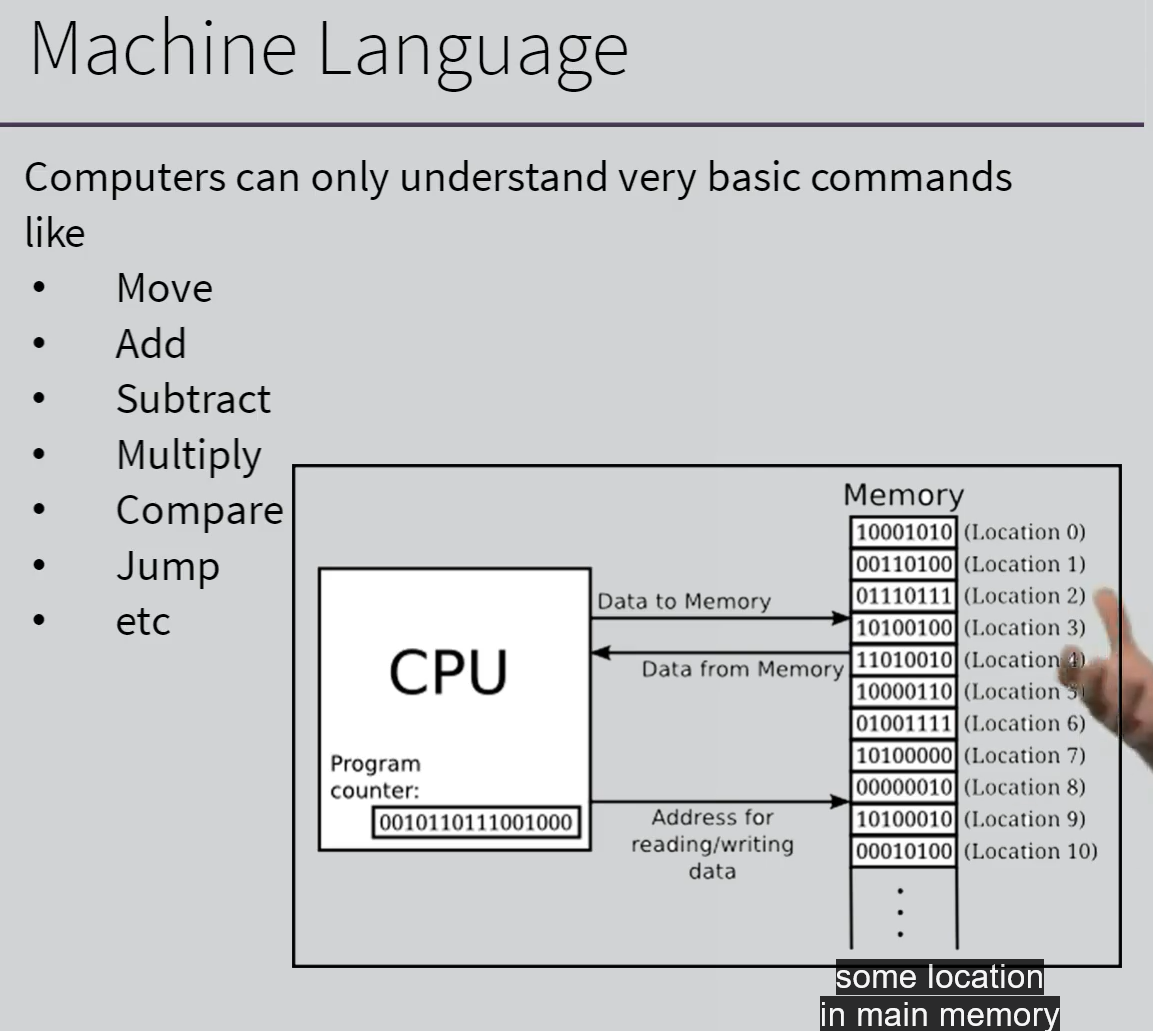 Machine Language
Computers can only understand very basic commands
like
• Move
• Add
• Subtract
• Multiply
• Compare
• Jump
• etc
Memory
10001010 (Location 0)
00110100 (Location 1)
01110111 (Location 2)
10100100 (Location 3)
11010010 (Location 4)
10000110 (Location 5)
01001111 (Location 6)
10100000 (Location 7)
00000010 (Location 8)
10100010 (Location 9)
00010100 (Location 10)
Data to Memory
Data from Memory
CPU
Program
counter:
0010110111001000
Address for
reading/writing
data
some location
in main memory